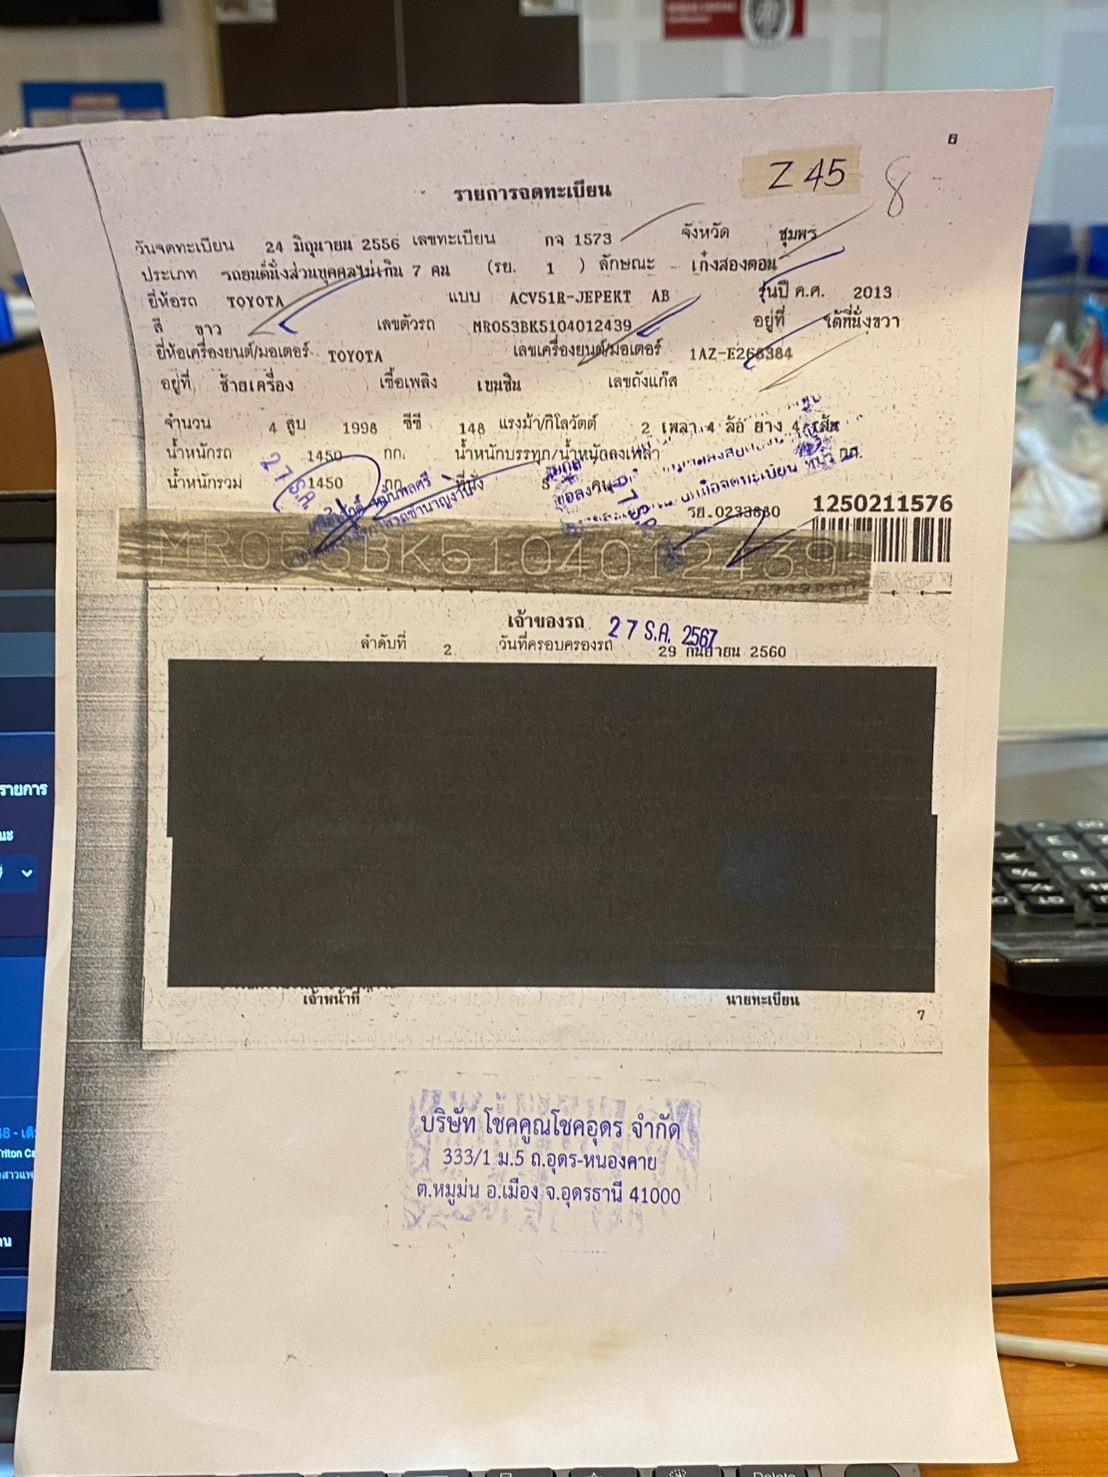 6
Z 45
8
รายการจดทะเบียน
วันจดทะเบียน 24 มิถุนายน 2556 เลขทะเบียน กจ 1573 จังหวัด ชุมพร
ประเภท รถยนต์นั่งส่วนบุคคลไม่เกิน 7 คน (รย. 1 ) ลักษณะ เก๋งสองตอน
ยี่ห้อรถ TOYOTA แบบ ACV51R-JEPEKT AB รุ่นปี ค.ศ. 2013
สี ขาว เลขตัวรถ MR053BK5104012439 อยู่ที่ ใต้ที่นั่งขวา
ยี่ห้อเครื่องยนต์/มอเตอร์ TOYOTA เลขเครื่องยนต์/มอเตอร์ 1AZ-E268384
อยู่ที่ ซ้ายเครื่อง เชื้อเพลิง เบนซิน เลขถังแก๊ส
จำนวน 4 สูบ 1998 ซีซี 148 แรงม้า/กิโลวัตต์ 2 เพลา 4 ล้อ ยาง 4 เส้น
น้ำหนักรถ 1450 กก. น้ำหนักบรรทุก/น้ำหนักลงเพลา
น้ำหนักรวม 1450 กก. ที่นั่ง 5
27 ธ.ค.
รย.0233880 1250211576
MR053BK5104012439
เจ้าของรถ 27 ธ.ค. 2567
ลำดับที่ 2 วันที่ครอบครองรถ 29 กันยายน 2560
เจ้าหน้าที่ นายทะเบียน
7
บริษัท โชคคูณโชคอุดร จำกัด
333/1 ม.5 ถ.อุดร-หนองคาย
ต.หมูม่น อ.เมือง จ.อุดรธานี 41000
รายการ
Delete